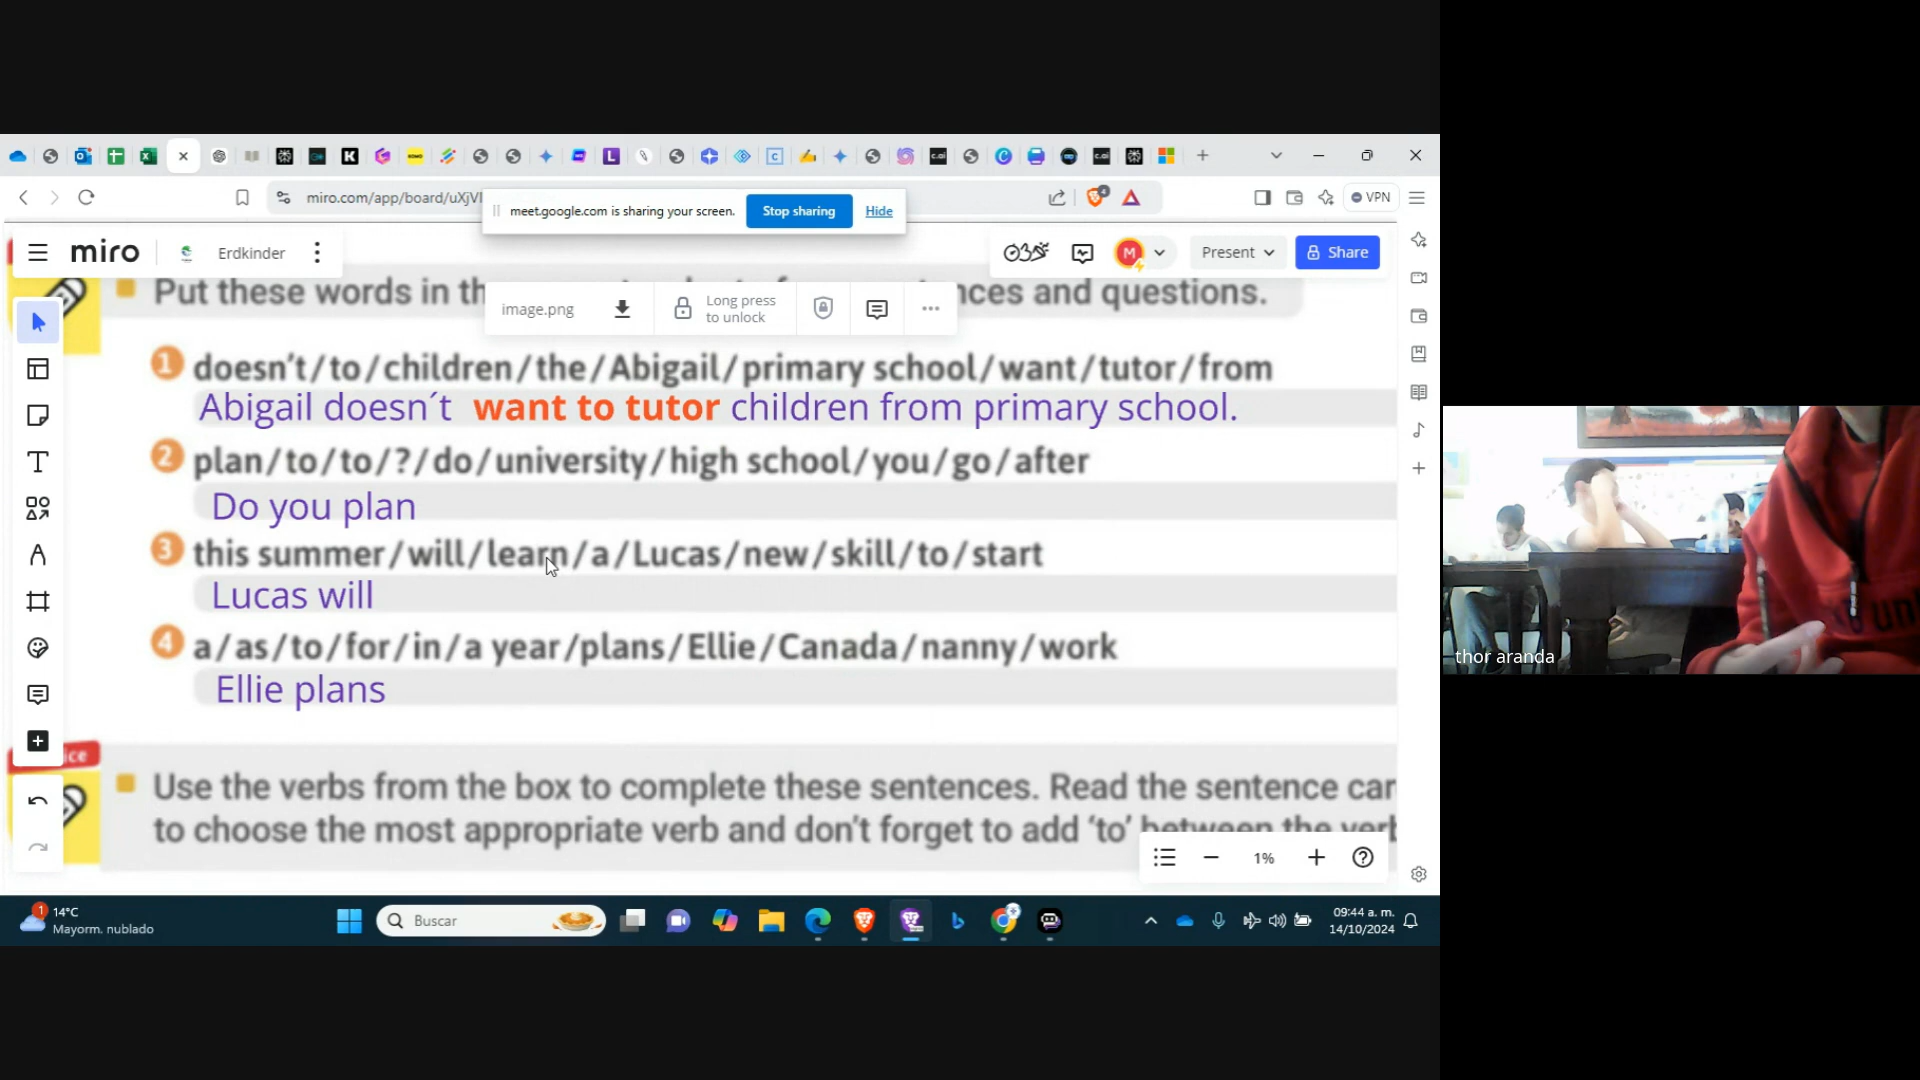 miro.com/app/board/uXjVI
meet.google.com is sharing your screen.
Stop sharing
Hide
VPN
miro
Erdkinder
Present
Share
M
Put these words in th
nces and questions.
image.png
Long press
to unlock
1 doesn't/to/children/the/Abigail/primary school/want/tutor/from
Abigail doesn´t want to tutor children from primary school.
2 plan/to/to/?/do/university/high school/you/go/after
Do you plan
3 this summer/will/learn/a/Lucas/new/skill/to/start
Lucas will
4 a/as/to/for/in/a year/plans/Ellie/Canada/nanny/work
Ellie plans
ice
Use the verbs from the box to complete these sentences. Read the sentence car
to choose the most appropriate verb and don't forget to add 'to' between the verb
1%
thor aranda
1
14°C
Mayorm. nublado
Buscar
09:44 a. m.
14/10/2024